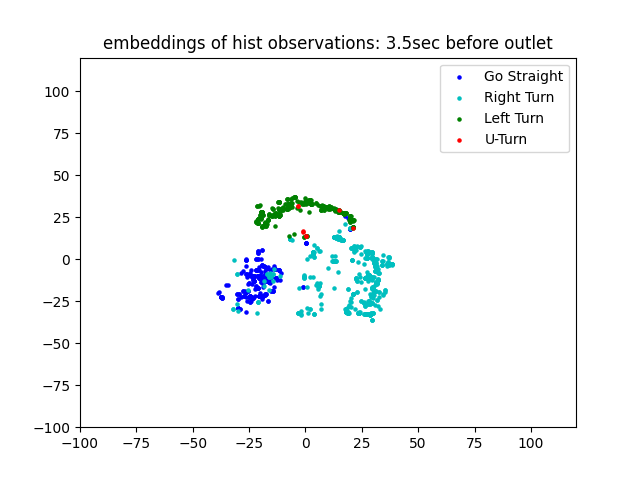 embeddings of hist observations: 3.5sec before outlet
Go Straight
Right Turn
Left Turn
U-Turn
100
75
50
25
0
−25
−50
−75
−100
−100 −75 −50 −25 0 25 50 75 100